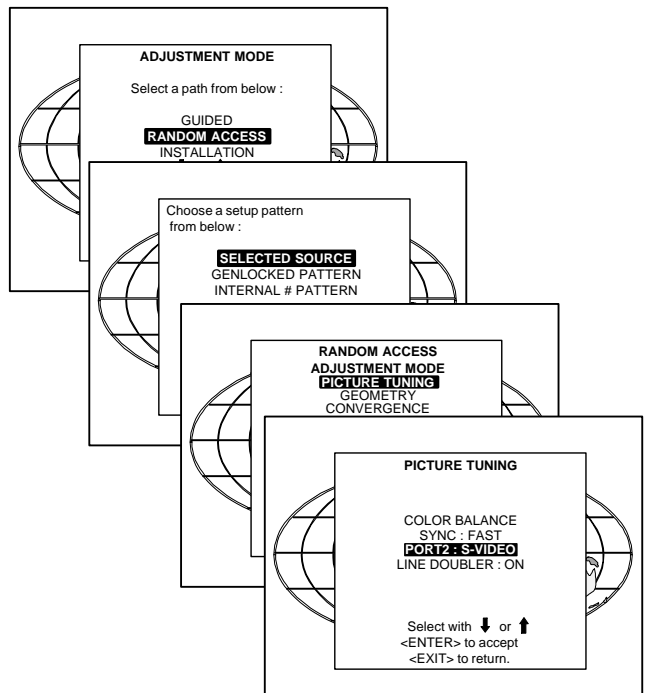 ADJUSTMENT MODE
Select a path from below :
GUIDED
RANDOM ACCESS
INSTALLATION
Choose a setup pattern
from below :
SELECTED SOURCE
GENLOCKED PATTERN
INTERNAL # PATTERN
RANDOM ACCESS
ADJUSTMENT MODE
PICTURE TUNING
GEOMETRY
CONVERGENCE
PICTURE TUNING
COLOR BALANCE
SYNC : FAST
PORT2 : S-VIDEO
LINE DOUBLER : ON
Select with ⬇ or ⬆
<ENTER> to accept
<EXIT> to return.